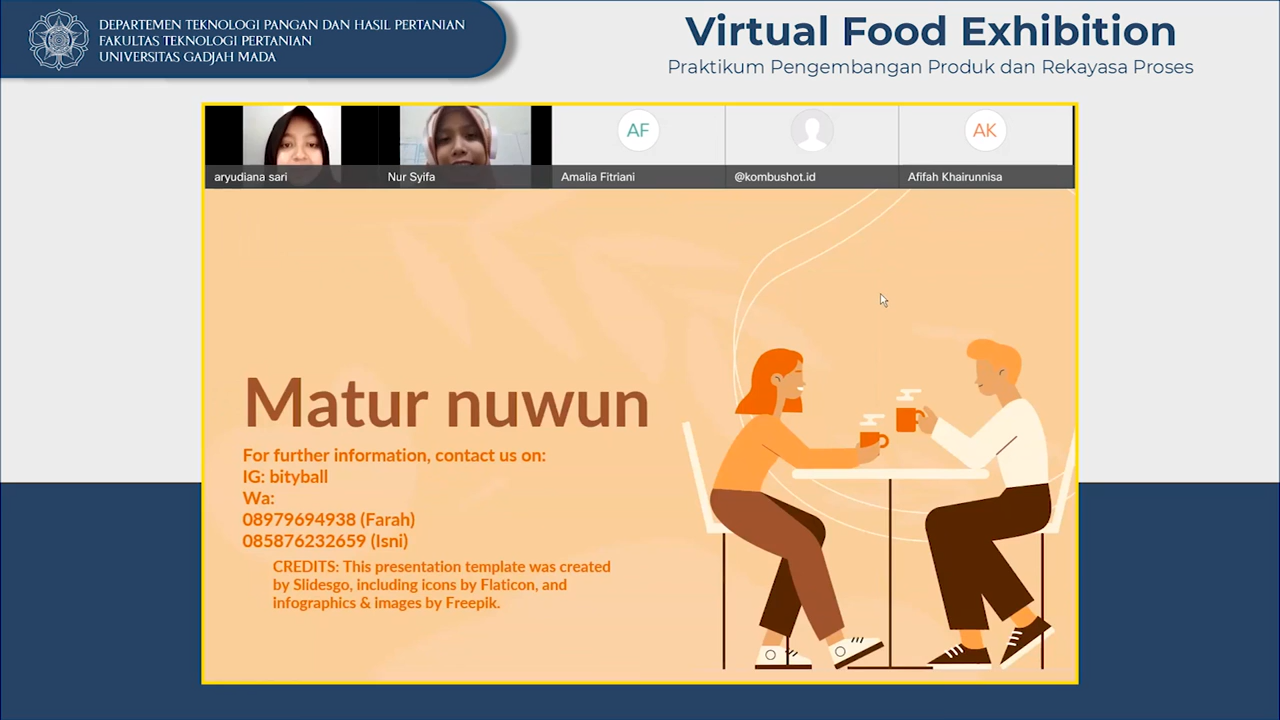 DEPARTEMEN TEKNOLOGI PANGAN DAN HASIL PERTANIAN
FAKULTAS TEKNOLOGI PERTANIAN
UNIVERSITAS GADJAH MADA
Virtual Food Exhibition
Praktikum Pengembangan Produk dan Rekayasa Proses
AF
AK
aryudiana sari
Nur Syifa
Amalia Fitriani
@kombushot.id
Afifah Khairunnisa
Matur nuwun
For further information, contact us on:
IG: bityball
Wa:
08979694938 (Farah)
085876232659 (Isni)
CREDITS: This presentation template was created
by Slidesgo, including icons by Flaticon, and
infographics & images by Freepik.